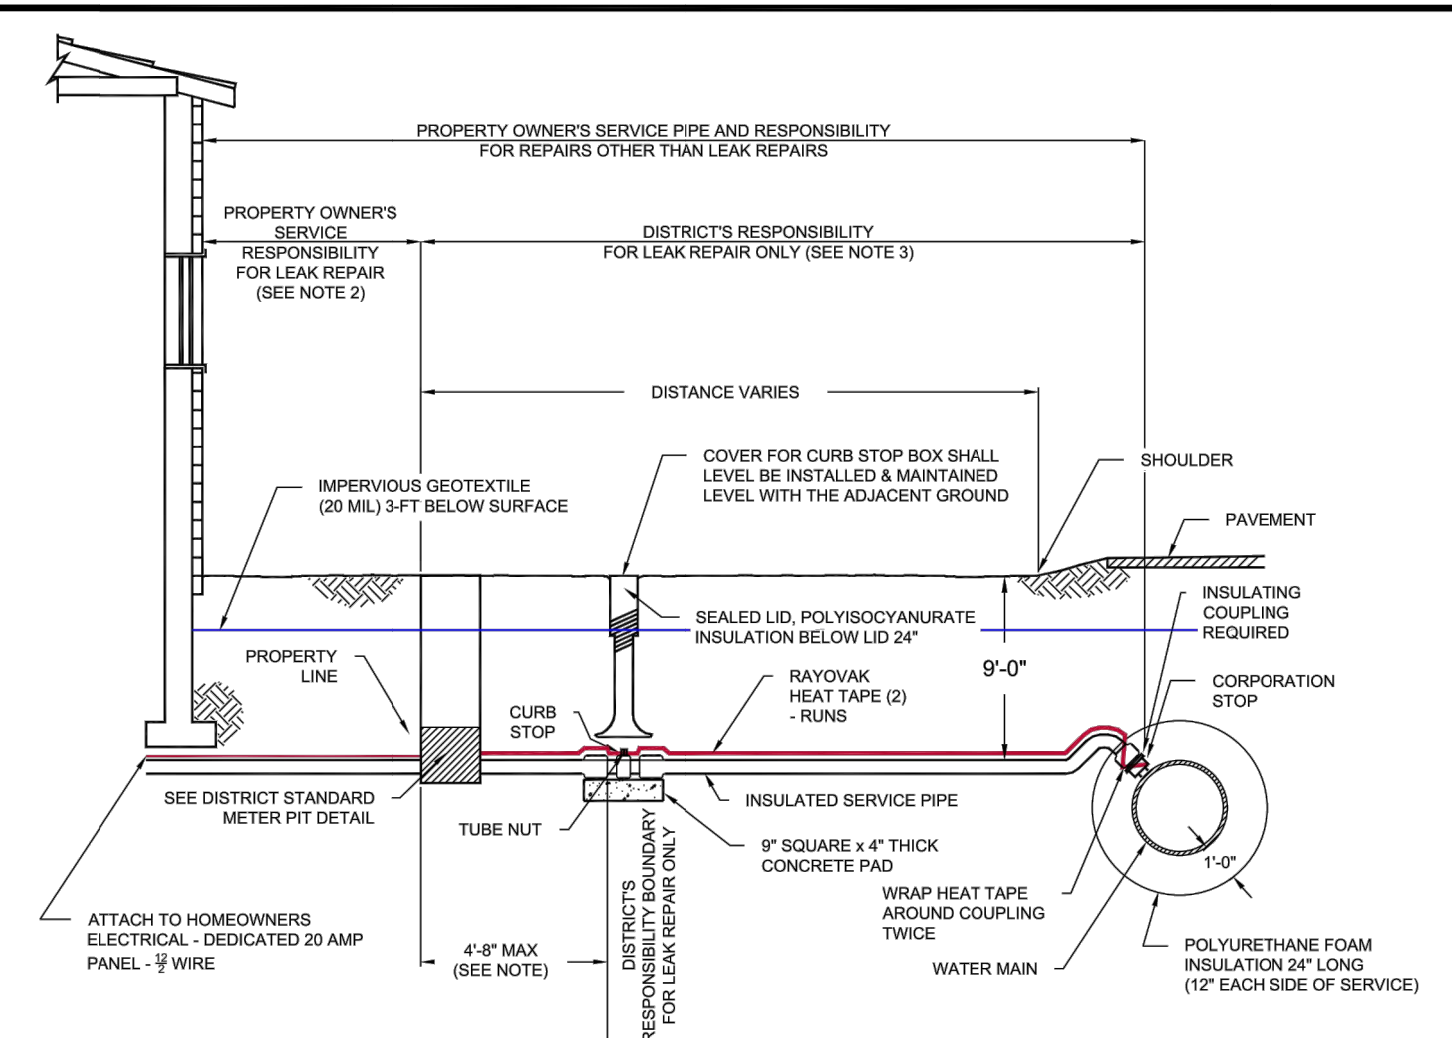 PROPERTY OWNER'S SERVICE PIPE AND RESPONSIBILITY
FOR REPAIRS OTHER THAN LEAK REPAIRS
PROPERTY OWNER'S
SERVICE
RESPONSIBILITY
FOR LEAK REPAIR
(SEE NOTE 2)
DISTRICT'S RESPONSIBILITY
FOR LEAK REPAIR ONLY (SEE NOTE 3)
DISTANCE VARIES
COVER FOR CURB STOP BOX SHALL
LEVEL BE INSTALLED & MAINTAINED
LEVEL WITH THE ADJACENT GROUND
SHOULDER
IMPERVIOUS GEOTEXTILE
(20 MIL) 3-FT BELOW SURFACE
PAVEMENT
INSULATING
COUPLING
REQUIRED
SEALED LID, POLYISOCYANURATE
INSULATION BELOW LID 24"
PROPERTY
LINE
9'-0"
RAYOVAK
HEAT TAPE (2)
- RUNS
CORPORATION
STOP
CURB
STOP
SEE DISTRICT STANDARD
METER PIT DETAIL
TUBE NUT
INSULATED SERVICE PIPE
9" SQUARE x 4" THICK
CONCRETE PAD
1'-0"
WRAP HEAT TAPE
AROUND COUPLING
TWICE
ATTACH TO HOMEOWNERS
ELECTRICAL - DEDICATED 20 AMP
PANEL - 12/2 WIRE
4'-8" MAX
(SEE NOTE)
DISTRICT'S
RESPONSIBILITY BOUNDARY
FOR LEAK REPAIR ONLY
WATER MAIN
POLYURETHANE FOAM
INSULATION 24" LONG
(12" EACH SIDE OF SERVICE)